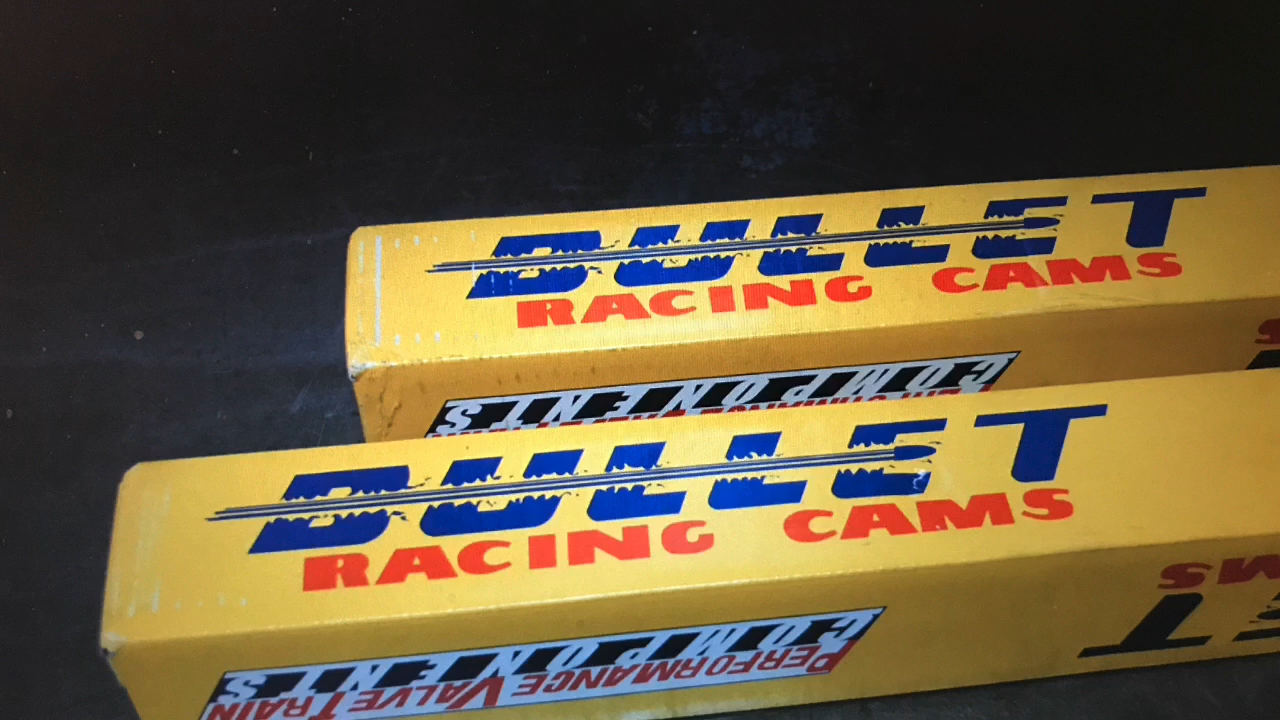 BULLET
RACING CAMS
COMPONENTS
BULLET
RACING CAMS
PERFORMANCE VALVE TRAIN
COMPONENTS